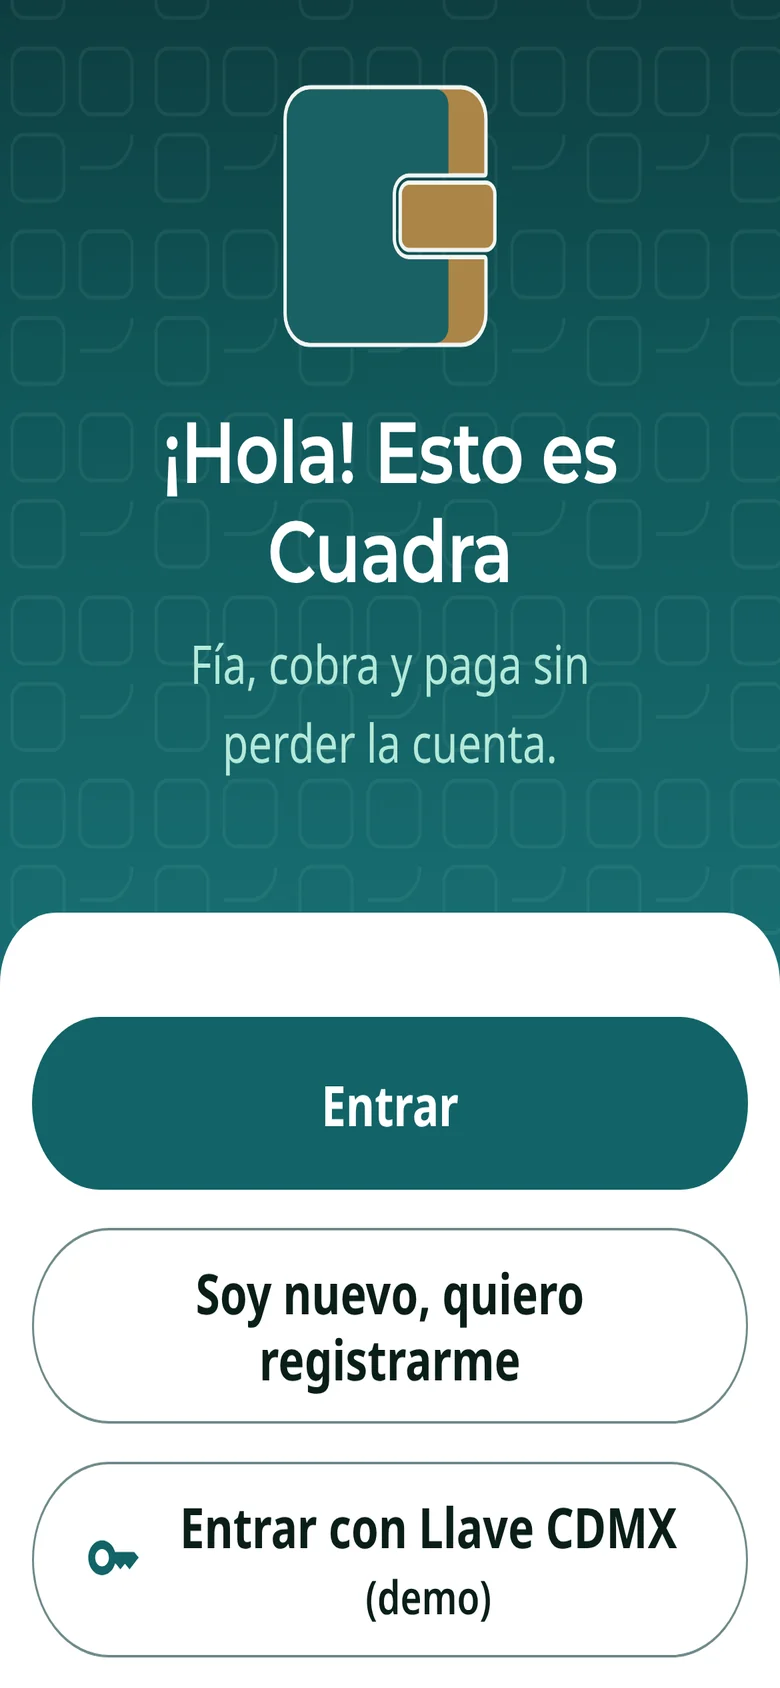 ¡Hola! Esto es
Cuadra
Fía, cobra y paga sin
perder la cuenta.
Entrar
Soy nuevo, quiero
registrarme
Entrar con Llave CDMX
(demo)